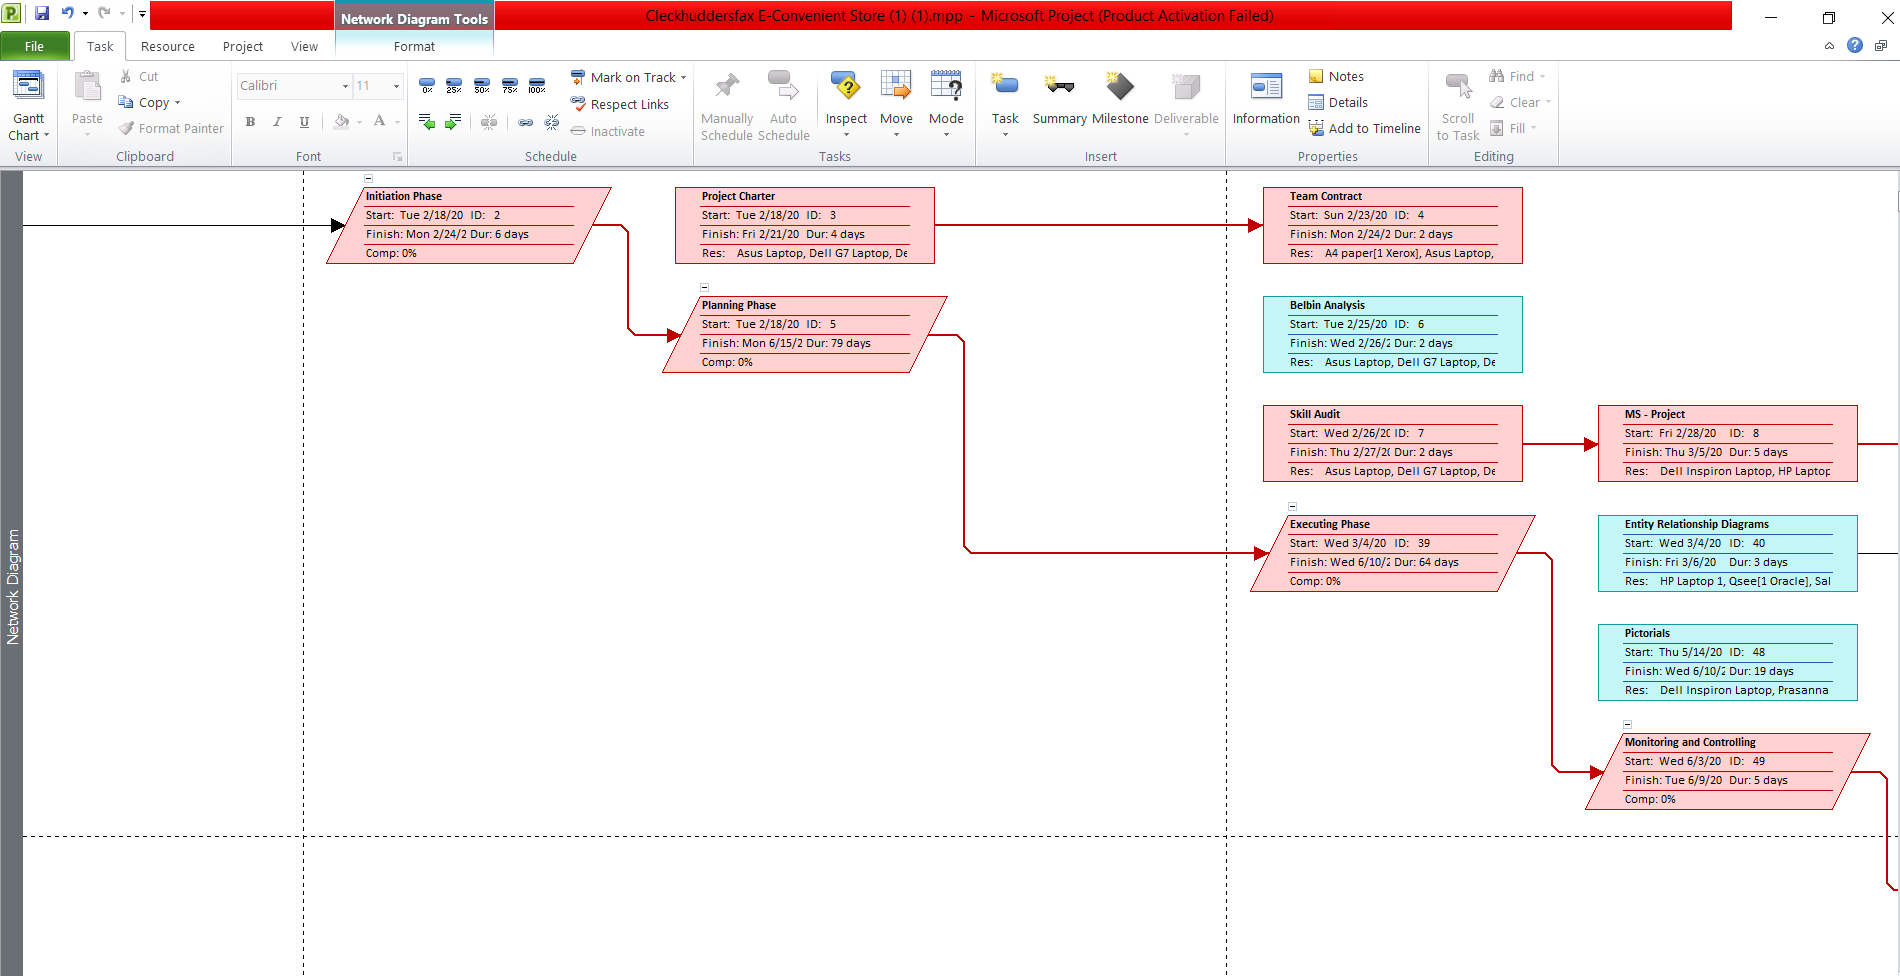 Cleckhuddersfax E-Convenient Store (1) (1).mpp - Microsoft Project (Product Activation Failed)
Network Diagram Tools
File Task Resource Project View Format
Gantt Chart
View
Paste
Cut
Copy
Format Painter
Clipboard
Calibri 11
B I U A
Font
0% 25% 50% 75% 100%
Mark on Track
Respect Links
Inactivate
Schedule
Manually Schedule
Auto Schedule
Inspect
Move
Mode
Tasks
Task
Summary
Milestone
Deliverable
Insert
Information
Notes
Details
Add to Timeline
Properties
Scroll to Task
Find
Clear
Fill
Editing
Network Diagram
Initiation Phase
Start: Tue 2/18/20 ID: 2
Finish: Mon 2/24/2 Dur: 6 days
Comp: 0%
Project Charter
Start: Tue 2/18/20 ID: 3
Finish: Fri 2/21/20 Dur: 4 days
Res: Asus Laptop, Dell G7 Laptop, De
Team Contract
Start: Sun 2/23/20 ID: 4
Finish: Mon 2/24/2 Dur: 2 days
Res: A4 paper[1 Xerox], Asus Laptop,
Planning Phase
Start: Tue 2/18/20 ID: 5
Finish: Mon 6/15/2 Dur: 79 days
Comp: 0%
Belbin Analysis
Start: Tue 2/25/20 ID: 6
Finish: Wed 2/26/2 Dur: 2 days
Res: Asus Laptop, Dell G7 Laptop, De
Skill Audit
Start: Wed 2/26/20 ID: 7
Finish: Thu 2/27/20 Dur: 2 days
Res: Asus Laptop, Dell G7 Laptop, De
MS - Project
Start: Fri 2/28/20 ID: 8
Finish: Thu 3/5/20 Dur: 5 days
Res: Dell Inspiron Laptop, HP Laptop
Executing Phase
Start: Wed 3/4/20 ID: 39
Finish: Wed 6/10/2 Dur: 64 days
Comp: 0%
Entity Relationship Diagrams
Start: Wed 3/4/20 ID: 40
Finish: Fri 3/6/20 Dur: 3 days
Res: HP Laptop 1, Qsee[1 Oracle], Sal
Pictorials
Start: Thu 5/14/20 ID: 48
Finish: Wed 6/10/2 Dur: 19 days
Res: Dell Inspiron Laptop, Prasanna
Monitoring and Controlling
Start: Wed 6/3/20 ID: 49
Finish: Tue 6/9/20 Dur: 5 days
Comp: 0%